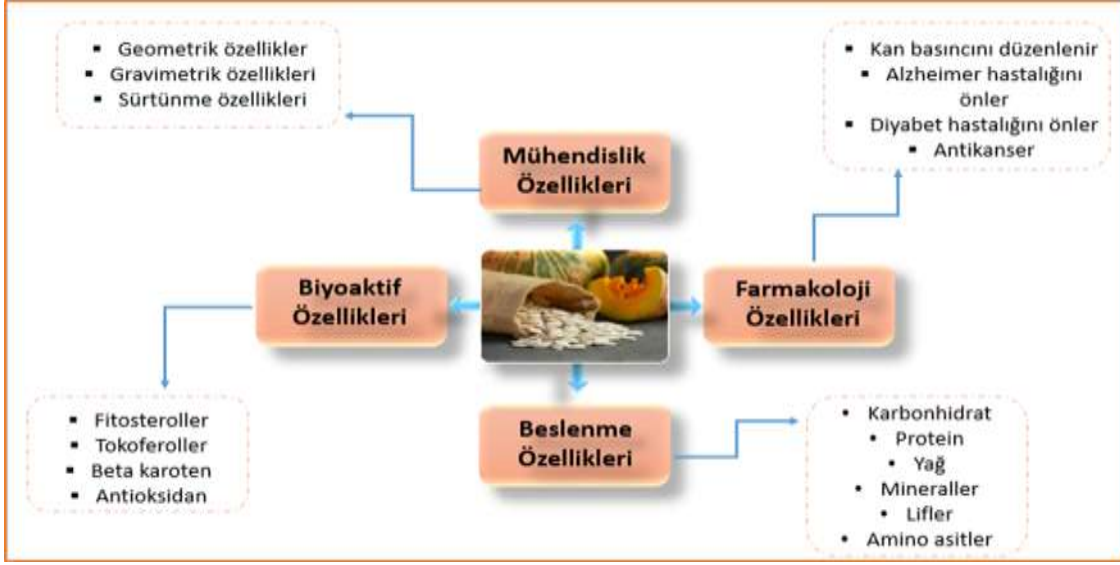 ▪ Geometrik özellikler
▪ Gravimetrik özellikleri
▪ Sürtünme özellikleri
▪ Kan basıncını düzenlenir
▪ Alzheimer hastalığını
önler
▪ Diyabet hastalığını önler
▪ Antikanser
Mühendislik
Özellikleri
Biyoaktif
Özellikleri
Farmakoloji
Özellikleri
▪ Fitosteroller
▪ Tokoferoller
▪ Beta karoten
▪ Antioksidan
Beslenme
Özellikleri
• Karbonhidrat
• Protein
• Yağ
• Mineraller
• Lifler
• Amino asitler